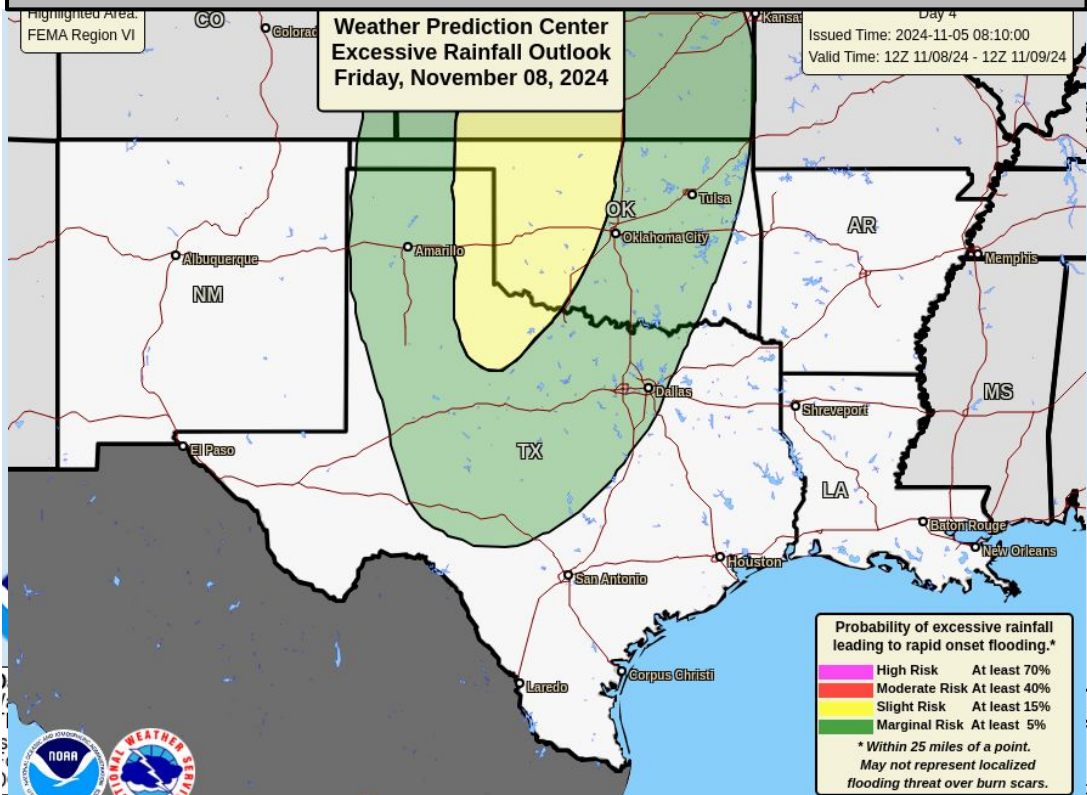 Highlighted Area:
FEMA Region VI
Weather Prediction Center
Excessive Rainfall Outlook
Friday, November 08, 2024
Day 4
Issued Time: 2024-11-05 08:10:00
Valid Time: 12Z 11/08/24 - 12Z 11/09/24
CO
Colorad
Kansas
Tulsa
OK
Oklahoma City
AR
Amarillo
Albuquerque
Memphis
NM
Dallas
MS
Shreveport
El Paso
TX
LA
Baton Rouge
New Orleans
Houston
San Antonio
Corpus Christi
Laredo
Probability of excessive rainfall
leading to rapid onset flooding.*
High Risk At least 70%
Moderate Risk At least 40%
Slight Risk At least 15%
Marginal Risk At least 5%
* Within 25 miles of a point.
May not represent localized
flooding threat over burn scars.
NOAA
WEATHER